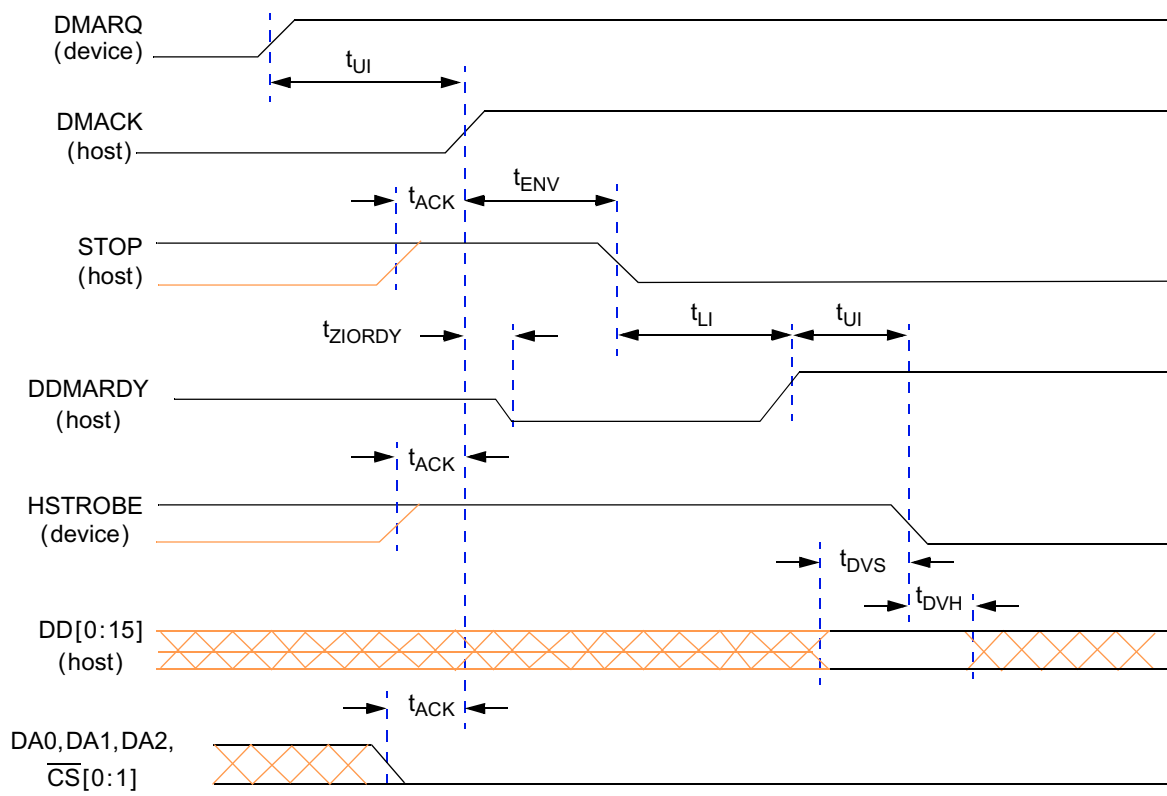 DMARQ
(device)
tUI
DMACK
(host)
tACK
tENV
STOP
(host)
tZIORDY
tLI
tUI
DDMARDY
(host)
tACK
HSTROBE
(device)
tDVS
tDVH
DD[0:15]
(host)
tACK
DA0,DA1,DA2,
C̅S̅[0:1]